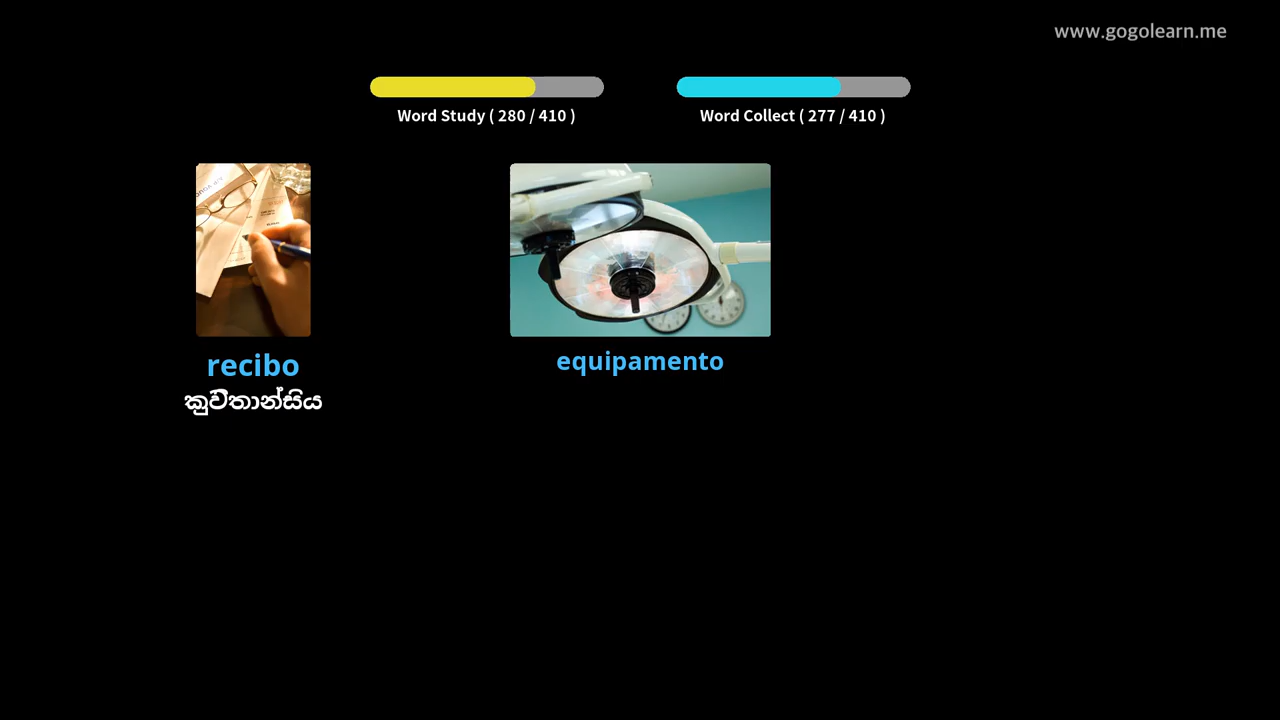 www.gogolearn.me
Word Study ( 280 / 410 )
Word Collect ( 277 / 410 )
recibo
කුවිතාන්සිය
equipamento